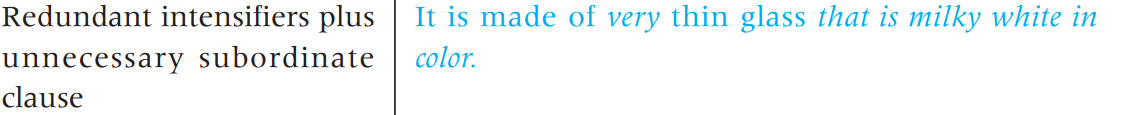 Redundant intensifiers plus
unnecessary subordinate
clause
It is made of very thin glass that is milky white in
color.